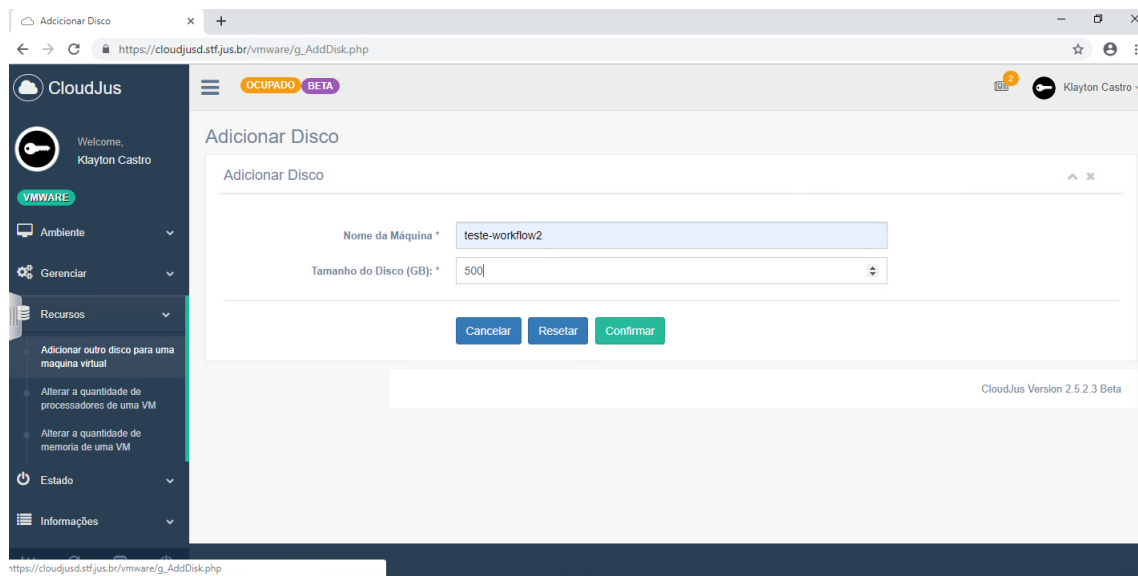 Adcicionar Disco
https://cloudjusd.stf.jus.br/vmware/g_AddDisk.php
CloudJus
OCUPADO BETA
2
Klayton Castro
Welcome,
Klayton Castro
VMWARE
Ambiente
Gerenciar
Recursos
Adicionar outro disco para uma
maquina virtual
Alterar a quantidade de
processadores de uma VM
Alterar a quantidade de
memoria de uma VM
Estado
Informações
Adicionar Disco
Adicionar Disco
Nome da Máquina *
teste-workflow2
Tamanho do Disco (GB): *
500
Cancelar
Resetar
Confirmar
CloudJus Version 2.5.2.3 Beta
https://cloudjusd.stf.jus.br/vmware/g_AddDisk.php